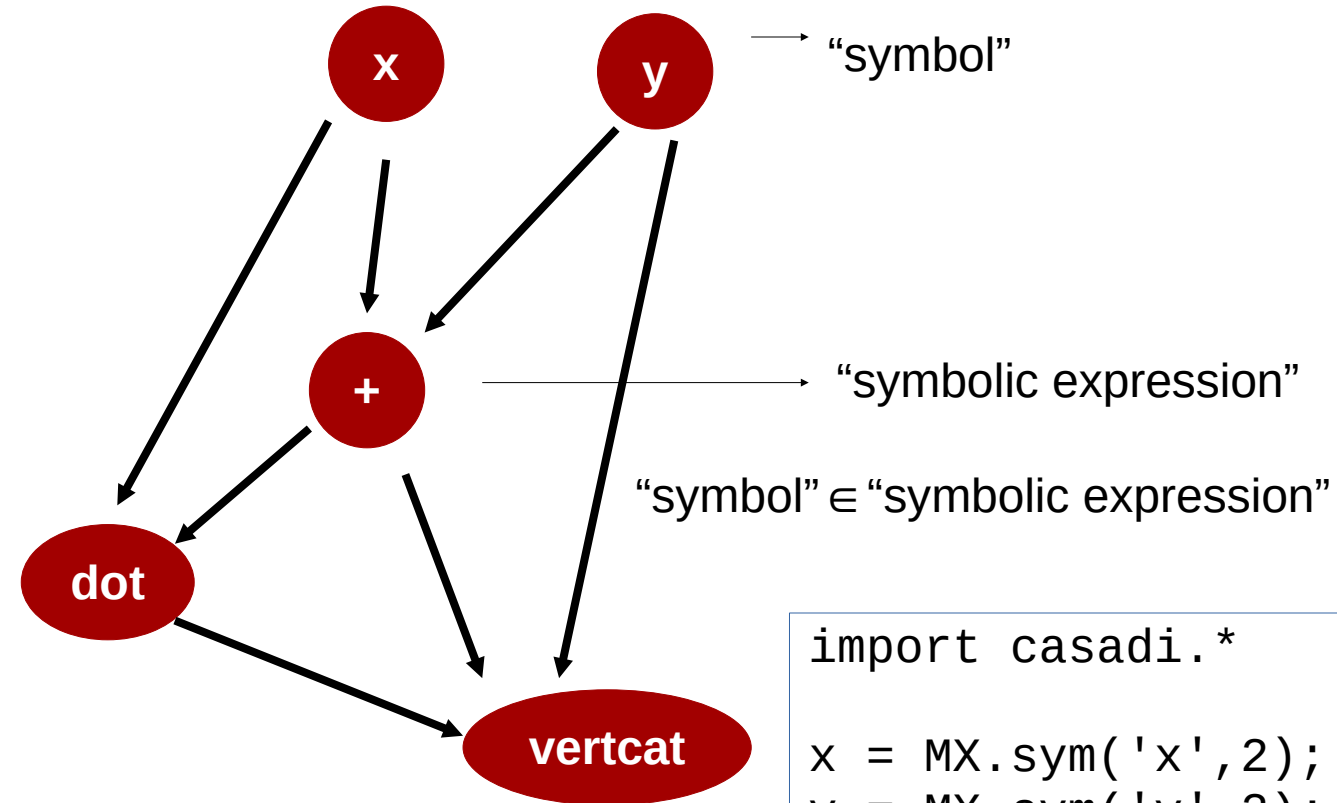 x
y
“symbol”
+
“symbolic expression”
“symbol” ∈ “symbolic expression”
dot
vertcat
import casadi.*
x = MX.sym('x',2);